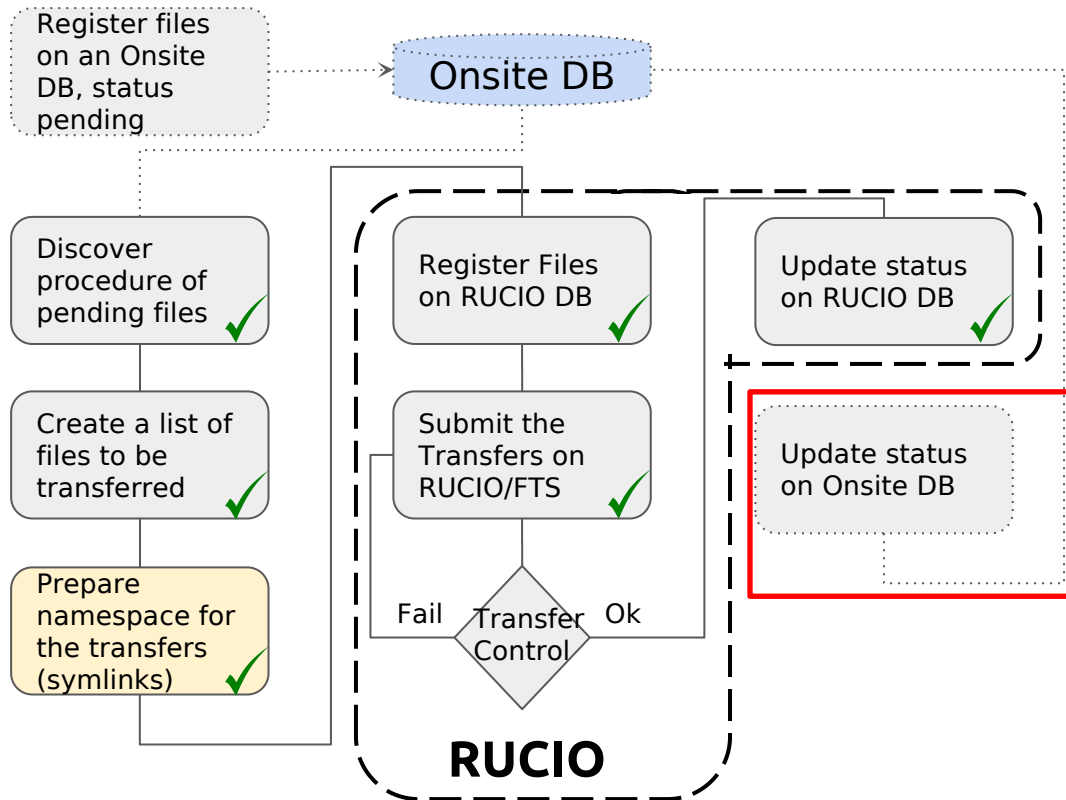 Register files
on an Onsite
DB, status
pending
Onsite DB
Discover
procedure of
pending files
Register Files
on RUCIO DB
Update status
on RUCIO DB
Create a list of
files to be
transferred
Submit the
Transfers on
RUCIO/FTS
Update status
on Onsite DB
Prepare
namespace for
the transfers
(symlinks)
Fail
Transfer
Control
Ok
RUCIO